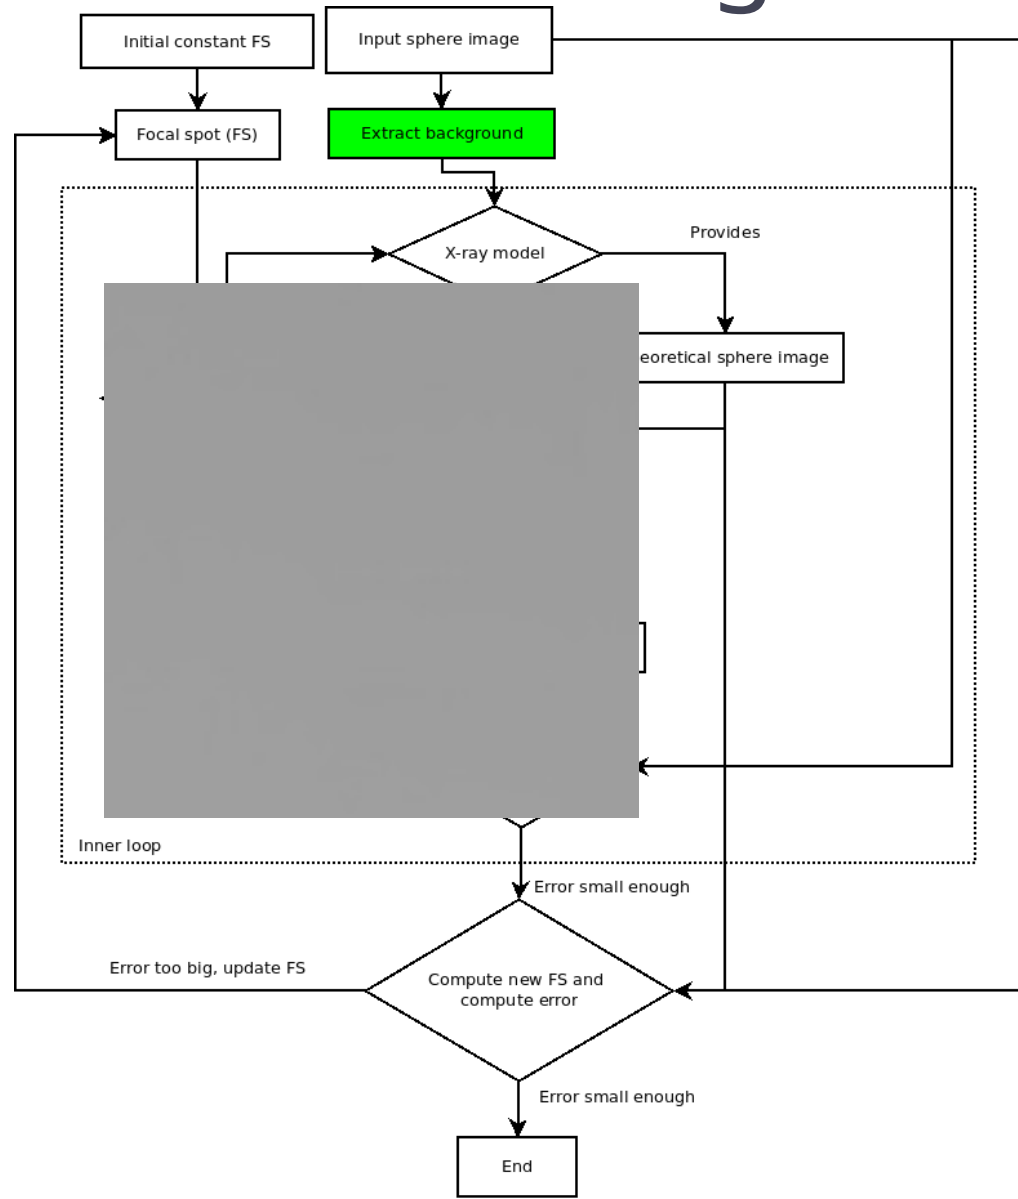 Initial constant FS
Input sphere image
Focal spot (FS)
Extract background
X-ray model
Provides
eoretical sphere image
Inner loop
Error small enough
Error too big, update FS
Compute new FS and
compute error
Error small enough
End